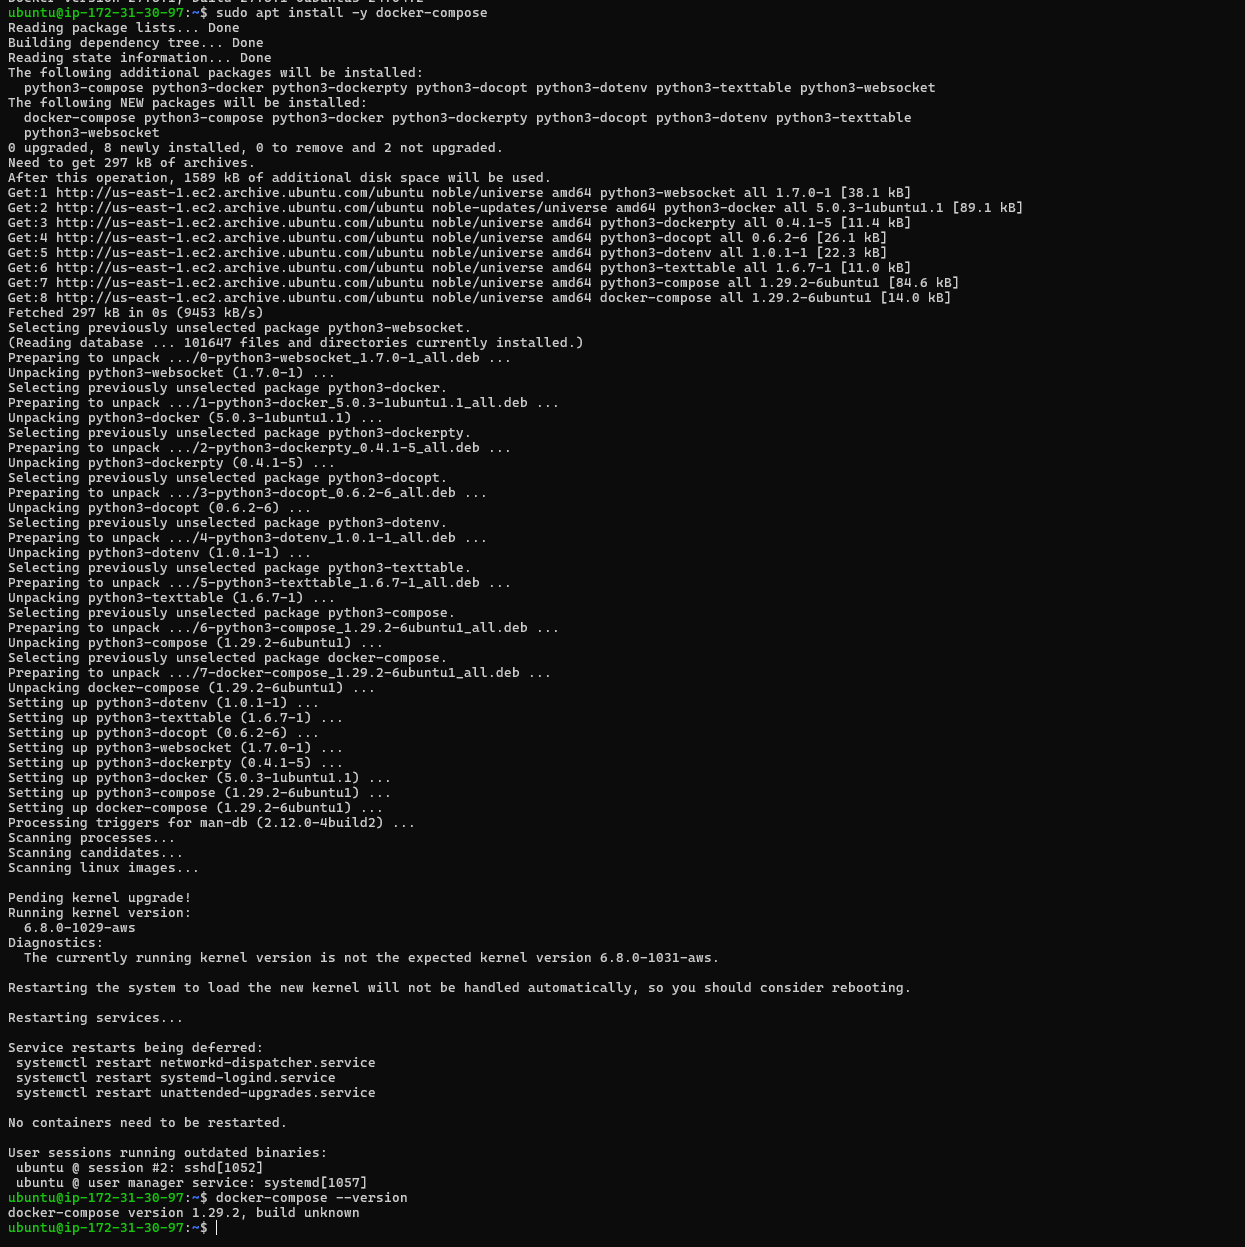 ubuntu@ip-172-31-30-97:~$ sudo apt install -y docker-compose
Reading package lists... Done
Building dependency tree... Done
Reading state information... Done
The following additional packages will be installed:
  python3-compose python3-docker python3-dockerpty python3-docopt python3-dotenv python3-texttable python3-websocket
The following NEW packages will be installed:
  docker-compose python3-compose python3-docker python3-dockerpty python3-docopt python3-dotenv python3-texttable
  python3-websocket
0 upgraded, 8 newly installed, 0 to remove and 2 not upgraded.
Need to get 297 kB of archives.
After this operation, 1589 kB of additional disk space will be used.
Get:1 http://us-east-1.ec2.archive.ubuntu.com/ubuntu noble/universe amd64 python3-websocket all 1.7.0-1 [38.1 kB]
Get:2 http://us-east-1.ec2.archive.ubuntu.com/ubuntu noble-updates/universe amd64 python3-docker all 5.0.3-1ubuntu1.1 [89.1 kB]
Get:3 http://us-east-1.ec2.archive.ubuntu.com/ubuntu noble/universe amd64 python3-dockerpty all 0.4.1-5 [11.4 kB]
Get:4 http://us-east-1.ec2.archive.ubuntu.com/ubuntu noble/universe amd64 python3-docopt all 0.6.2-6 [26.1 kB]
Get:5 http://us-east-1.ec2.archive.ubuntu.com/ubuntu noble/universe amd64 python3-dotenv all 1.0.1-1 [22.3 kB]
Get:6 http://us-east-1.ec2.archive.ubuntu.com/ubuntu noble/universe amd64 python3-texttable all 1.6.7-1 [11.0 kB]
Get:7 http://us-east-1.ec2.archive.ubuntu.com/ubuntu noble/universe amd64 python3-compose all 1.29.2-6ubuntu1 [84.6 kB]
Get:8 http://us-east-1.ec2.archive.ubuntu.com/ubuntu noble/universe amd64 docker-compose all 1.29.2-6ubuntu1 [14.0 kB]
Fetched 297 kB in 0s (9453 kB/s)
Selecting previously unselected package python3-websocket.
(Reading database ... 101647 files and directories currently installed.)
Preparing to unpack .../0-python3-websocket_1.7.0-1_all.deb ...
Unpacking python3-websocket (1.7.0-1) ...
Selecting previously unselected package python3-docker.
Preparing to unpack .../1-python3-docker_5.0.3-1ubuntu1.1_all.deb ...
Unpacking python3-docker (5.0.3-1ubuntu1.1) ...
Selecting previously unselected package python3-dockerpty.
Preparing to unpack .../2-python3-dockerpty_0.4.1-5_all.deb ...
Unpacking python3-dockerpty (0.4.1-5) ...
Selecting previously unselected package python3-docopt.
Preparing to unpack .../3-python3-docopt_0.6.2-6_all.deb ...
Unpacking python3-docopt (0.6.2-6) ...
Selecting previously unselected package python3-dotenv.
Preparing to unpack .../4-python3-dotenv_1.0.1-1_all.deb ...
Unpacking python3-dotenv (1.0.1-1) ...
Selecting previously unselected package python3-texttable.
Preparing to unpack .../5-python3-texttable_1.6.7-1_all.deb ...
Unpacking python3-texttable (1.6.7-1) ...
Selecting previously unselected package python3-compose.
Preparing to unpack .../6-python3-compose_1.29.2-6ubuntu1_all.deb ...
Unpacking python3-compose (1.29.2-6ubuntu1) ...
Selecting previously unselected package docker-compose.
Preparing to unpack .../7-docker-compose_1.29.2-6ubuntu1_all.deb ...
Unpacking docker-compose (1.29.2-6ubuntu1) ...
Setting up python3-dotenv (1.0.1-1) ...
Setting up python3-texttable (1.6.7-1) ...
Setting up python3-docopt (0.6.2-6) ...
Setting up python3-websocket (1.7.0-1) ...
Setting up python3-dockerpty (0.4.1-5) ...
Setting up python3-docker (5.0.3-1ubuntu1.1) ...
Setting up python3-compose (1.29.2-6ubuntu1) ...
Setting up docker-compose (1.29.2-6ubuntu1) ...
Processing triggers for man-db (2.12.0-4build2) ...
Scanning processes...
Scanning candidates...
Scanning linux images...

Pending kernel upgrade!
Running kernel version:
  6.8.0-1029-aws
Diagnostics:
  The currently running kernel version is not the expected kernel version 6.8.0-1031-aws.

Restarting the system to load the new kernel will not be handled automatically, so you should consider rebooting.

Restarting services...

Service restarts being deferred:
 systemctl restart networkd-dispatcher.service
 systemctl restart systemd-logind.service
 systemctl restart unattended-upgrades.service

No containers need to be restarted.

User sessions running outdated binaries:
 ubuntu @ session #2: sshd[1052]
 ubuntu @ user manager service: systemd[1057]
ubuntu@ip-172-31-30-97:~$ docker-compose --version
docker-compose version 1.29.2, build unknown
ubuntu@ip-172-31-30-97:~$